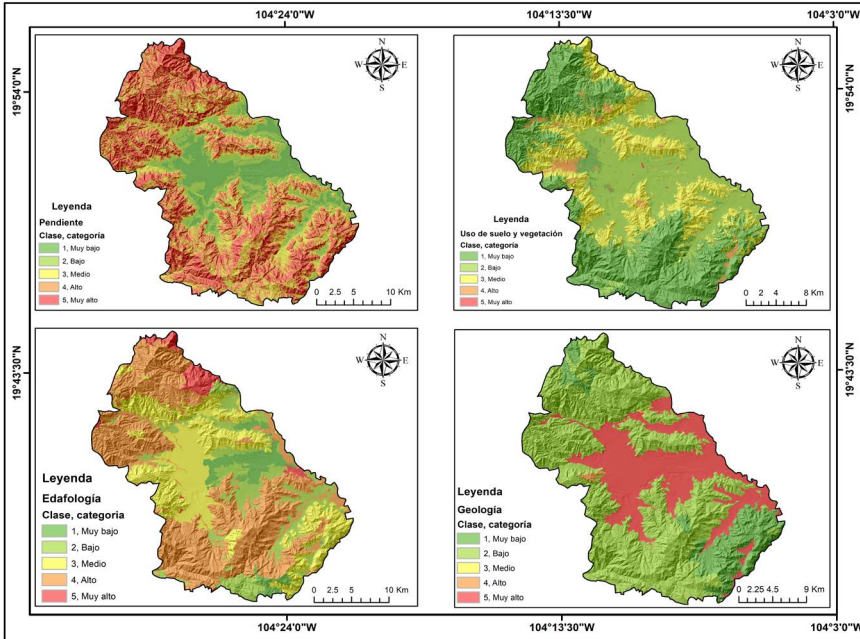 104°24'0"W
104°13'30"W
104°3'0"W
19°54'0"N
19°43'30"N
N
W
E
S
Leyenda
Pendiente
Clase, categoría
1, Muy bajo
2, Bajo
3, Medio
4, Alto
5, Muy alto
0 2.5 5 10 Km
N
W
E
S
Leyenda
Uso de suelo y vegetación
Clase, categoría
1, Muy bajo
2, Bajo
3, Medio
4, Alto
5, Muy alto
0 2 4 8 Km
19°54'0"N
19°43'30"N
N
W
E
S
Leyenda
Edafología
Clase, categoría
1, Muy bajo
2, Bajo
3, Medio
4, Alto
5, Muy alto
0 2.5 5 10 Km
N
W
E
S
Leyenda
Geología
Clase, categoría
1, Muy bajo
2, Bajo
3, Medio
4, Alto
5, Muy alto
0 2.25 4.5 9 Km
104°24'0"W
104°13'30"W
104°3'0"W